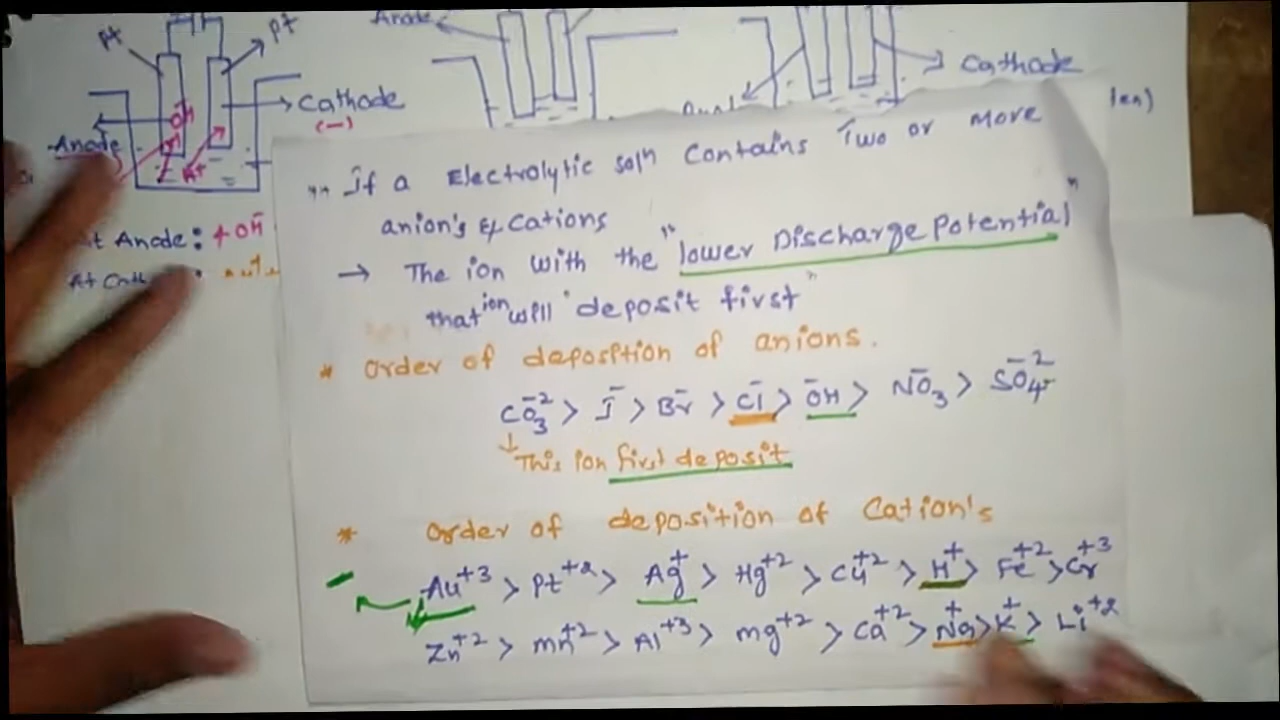 Pt
Pt
Cathode
(-)
Anode
At Anode: + OH⁻
Anode
Cathode
"" If a Electrolytic solⁿ Contains Two or More
anion's & Cations
→ The ion with the "lower Discharge Potential"
that ion will "deposit first"
* Order of deposition of anions.
CO₃⁻² > I⁻ > Br⁻ > Cl⁻ > OH⁻ > NO₃⁻ > SO₄⁻²
↓ This ion first deposit
* Order of deposition of Cation's
Au⁺³ > Pt⁺² > Ag⁺ > Hg⁺² > Cu⁺² > H⁺ > Fe⁺² > Cr⁺³
Zn⁺² > Mn⁺² > Al⁺³ > mg⁺² > Ca⁺² > Na⁺ > K⁺ > Li⁺²